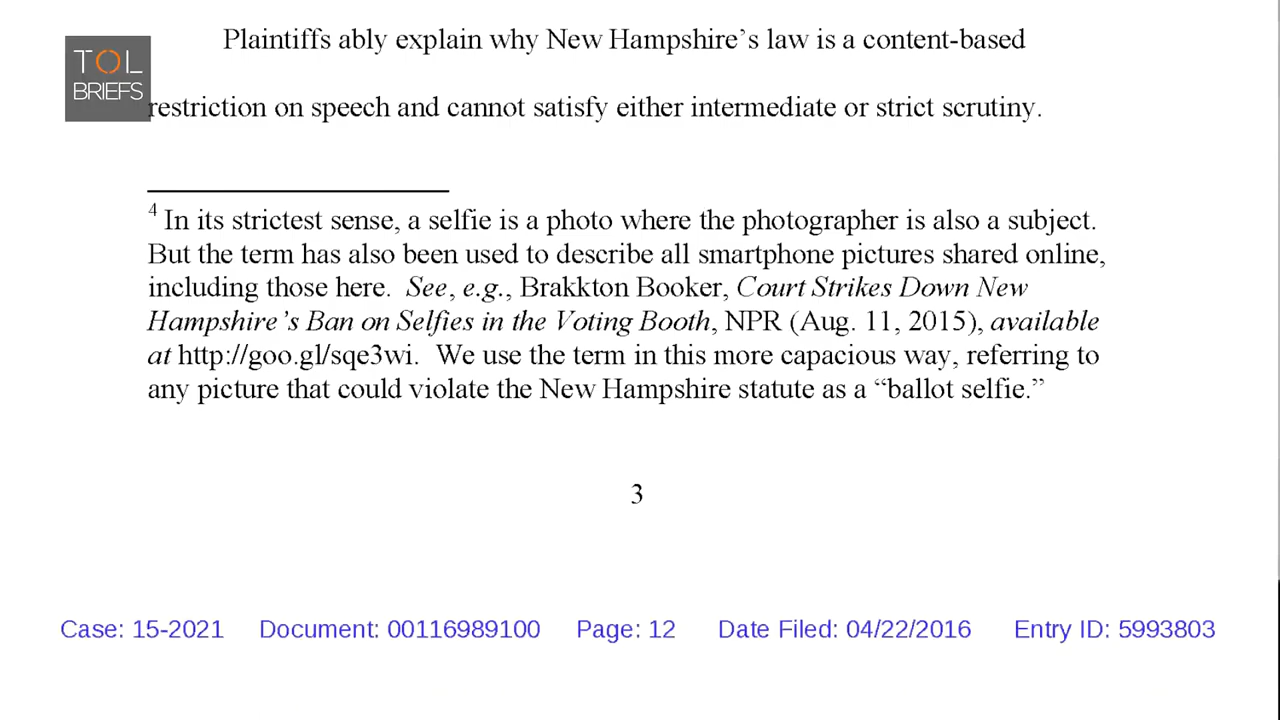 Plaintiffs ably explain why New Hampshire's law is a content-based
TOL
BRIEFS
restriction on speech and cannot satisfy either intermediate or strict scrutiny.
4 In its strictest sense, a selfie is a photo where the photographer is also a subject.
But the term has also been used to describe all smartphone pictures shared online,
including those here. See, e.g., Brakkton Booker, Court Strikes Down New
Hampshire's Ban on Selfies in the Voting Booth, NPR (Aug. 11, 2015), available
at http://goo.gl/sqe3wi. We use the term in this more capacious way, referring to
any picture that could violate the New Hampshire statute as a “ballot selfie.”
3
Case: 15-2021 Document: 00116989100 Page: 12 Date Filed: 04/22/2016 Entry ID: 5993803